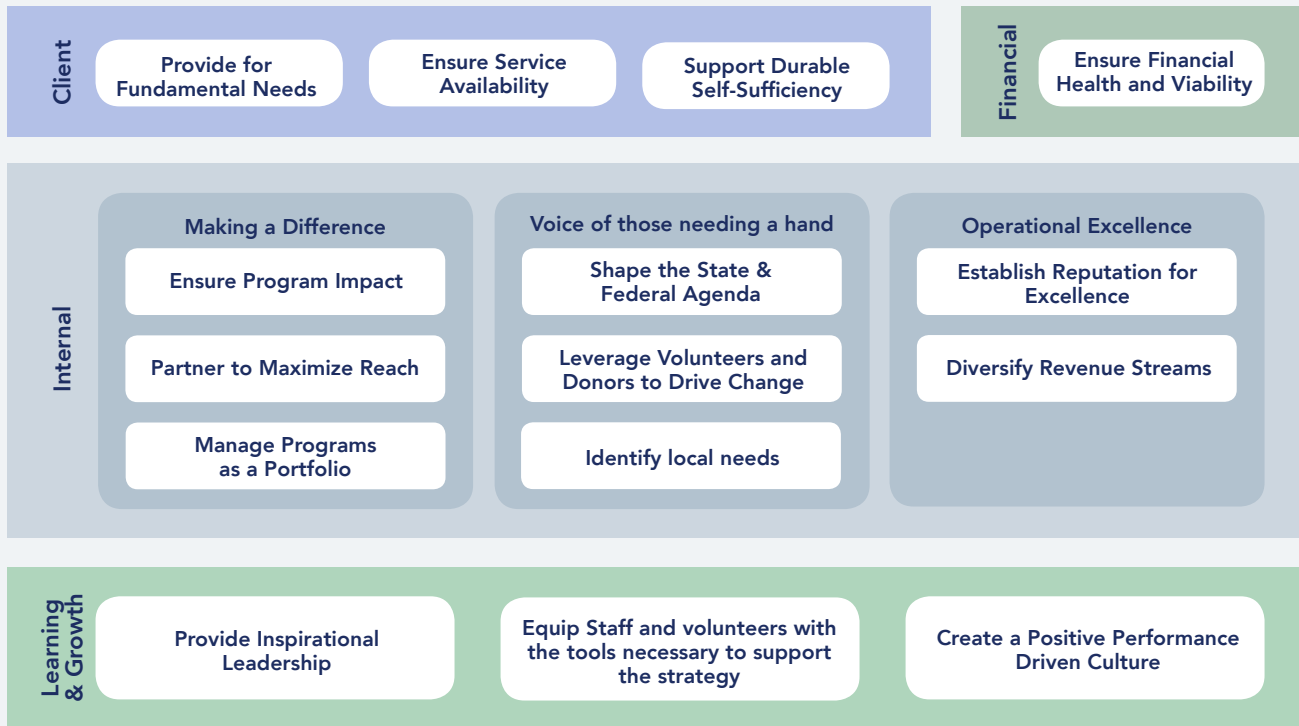 Client
Provide for
Fundamental Needs
Ensure Service
Availability
Support Durable
Self-Sufficiency
Financial
Ensure Financial
Health and Viability
Internal
Making a Difference
Ensure Program Impact
Partner to Maximize Reach
Manage Programs
as a Portfolio
Voice of those needing a hand
Shape the State &
Federal Agenda
Leverage Volunteers and
Donors to Drive Change
Identify local needs
Operational Excellence
Establish Reputation for
Excellence
Diversify Revenue Streams
Learning
& Growth
Provide Inspirational
Leadership
Equip Staff and volunteers with
the tools necessary to support
the strategy
Create a Positive Performance
Driven Culture